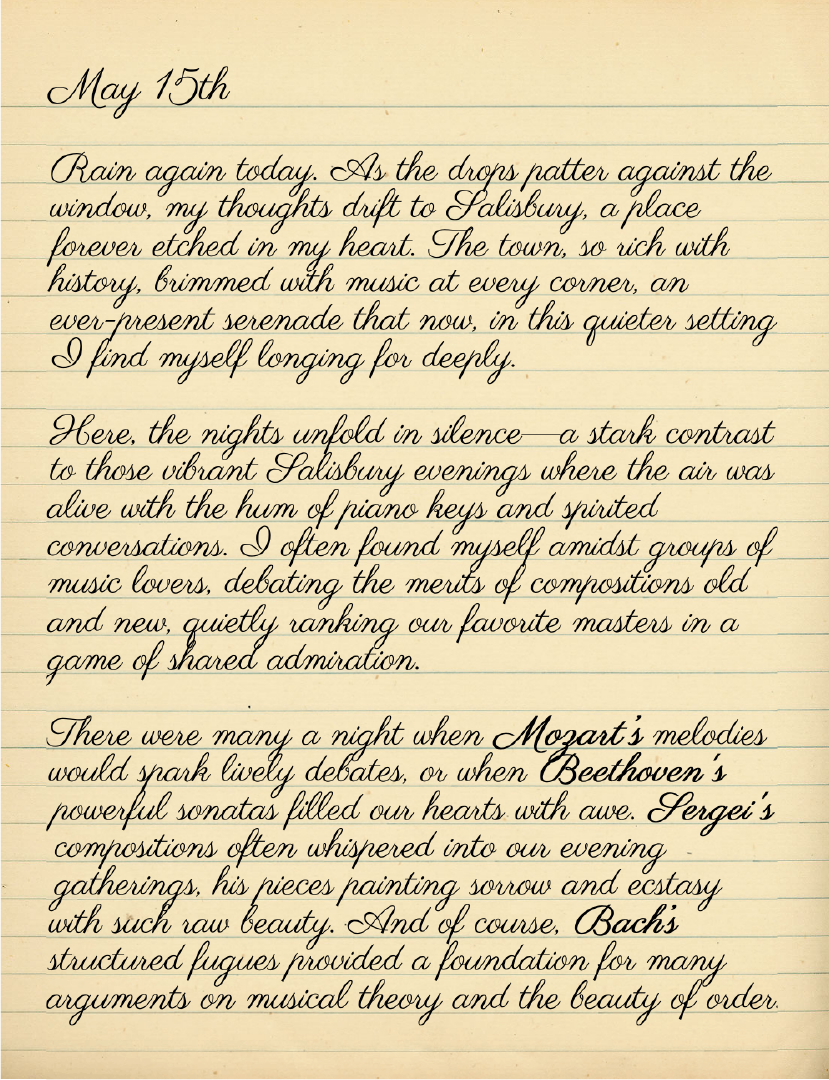 May 15th
Rain again today. As the drops patter against the
window, my thoughts drift to Salisbury, a place
forever etched in my heart. The town, so rich with
history, brimmed with music at every corner, an
ever-present serenade that now, in this quieter setting
I find myself longing for deeply.
Here, the nights unfold in silence—a stark contrast
to those vibrant Salisbury evenings where the air was
alive with the hum of piano keys and spirited
conversations. I often found myself amidst groups of
music lovers, debating the merits of compositions old
and new, quietly ranking our favorite masters in a
game of shared admiration.
There were many a night when Mozart's melodies
would spark lively debates, or when Beethoven's
powerful sonatas filled our hearts with awe. Sergei's
compositions often whispered into our evening
gatherings, his pieces painting sorrow and ecstasy
with such raw beauty. And of course, Bach's
structured fugues provided a foundation for many
arguments on musical theory and the beauty of order.